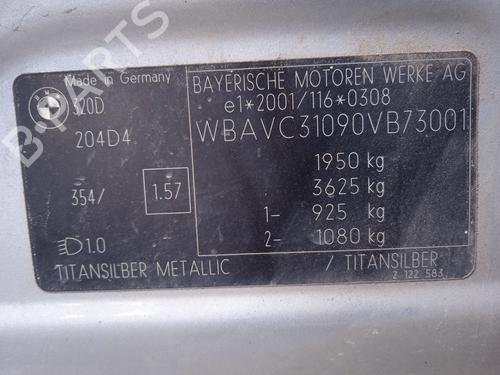 Made in Germany
BAYERISCHE MOTOREN WERKE AG
BMW
320D
e1*2001/116*0308
WBAVC31090VB73001
204D4
1950 kg
354/
1.57
3625 kg
1– 925 kg
1.0
2– 1080 kg
TITANSILBER METALLIC
/ TITANSILBER
2 122 583
B-PARTS